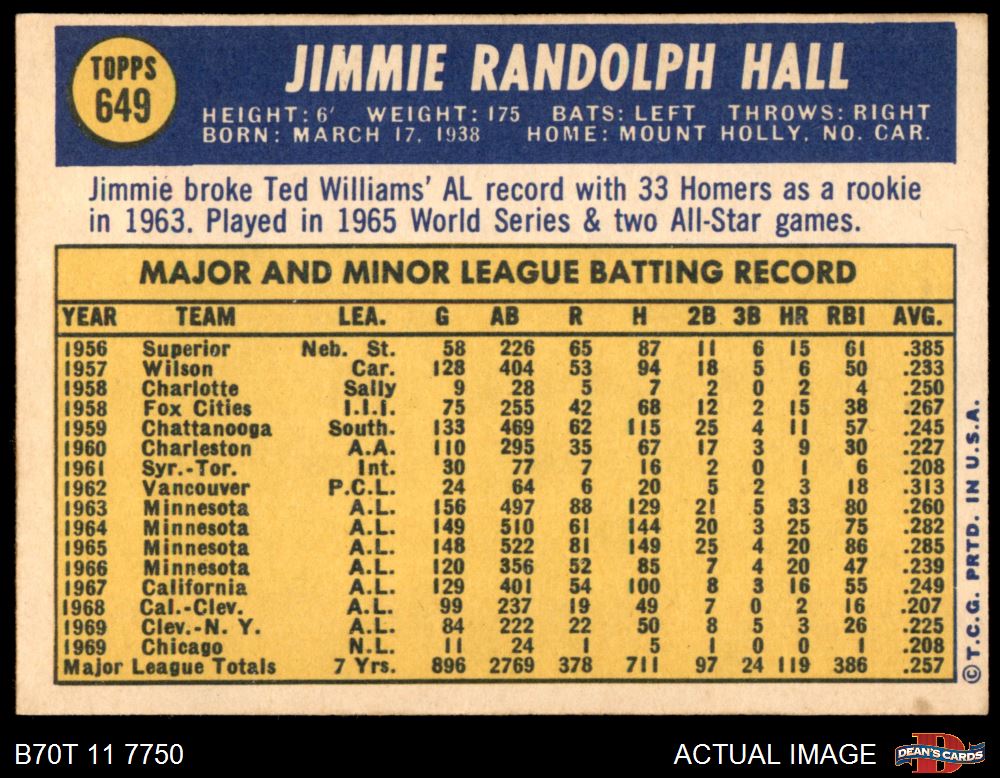 TOPPS
649
JIMMIE RANDOLPH HALL
HEIGHT: 6' WEIGHT: 175 BATS: LEFT THROWS: RIGHT
BORN: MARCH 17, 1938 HOME: MOUNT HOLLY, NO. CAR.
Jimmie broke Ted Williams' AL record with 33 Homers as a rookie
in 1963. Played in 1965 World Series & two All-Star games.
MAJOR AND MINOR LEAGUE BATTING RECORD
YEAR TEAM LEA. G AB R H 2B 3B HR RBI AVG.
1956 Superior Neb. St. 58 226 65 87 11 6 15 61 .385
1957 Wilson Car. 128 404 53 94 18 5 6 50 .233
1958 Charlotte Sally 9 28 5 7 2 0 2 4 .250
1958 Fox Cities I.I.I. 75 255 42 68 12 2 15 38 .267
1959 Chattanooga South. 133 469 62 115 25 4 11 57 .245
1960 Charleston A.A. 110 295 35 67 17 3 9 30 .227
1961 Syr.-Tor. Int. 30 77 7 16 2 0 1 6 .208
1962 Vancouver P.C.L. 24 64 6 20 5 2 3 18 .313
1963 Minnesota A.L. 156 497 88 129 21 5 33 80 .260
1964 Minnesota A.L. 149 510 61 144 20 3 25 75 .282
1965 Minnesota A.L. 148 522 81 149 25 4 20 86 .285
1966 Minnesota A.L. 120 356 52 85 7 4 20 47 .239
1967 California A.L. 129 401 54 100 8 3 16 55 .249
1968 Cal.-Clev. A.L. 99 237 19 49 7 0 2 16 .207
1969 Clev.-N. Y. A.L. 84 222 22 50 8 5 3 26 .225
1969 Chicago N.L. 11 24 1 5 1 0 0 1 .208
Major League Totals 7 Yrs. 896 2769 378 711 97 24 119 386 .257
© T.C.G. PRTD. IN U.S.A.
B70T 11 7750
ACTUAL IMAGE
DEAN'S CARDS